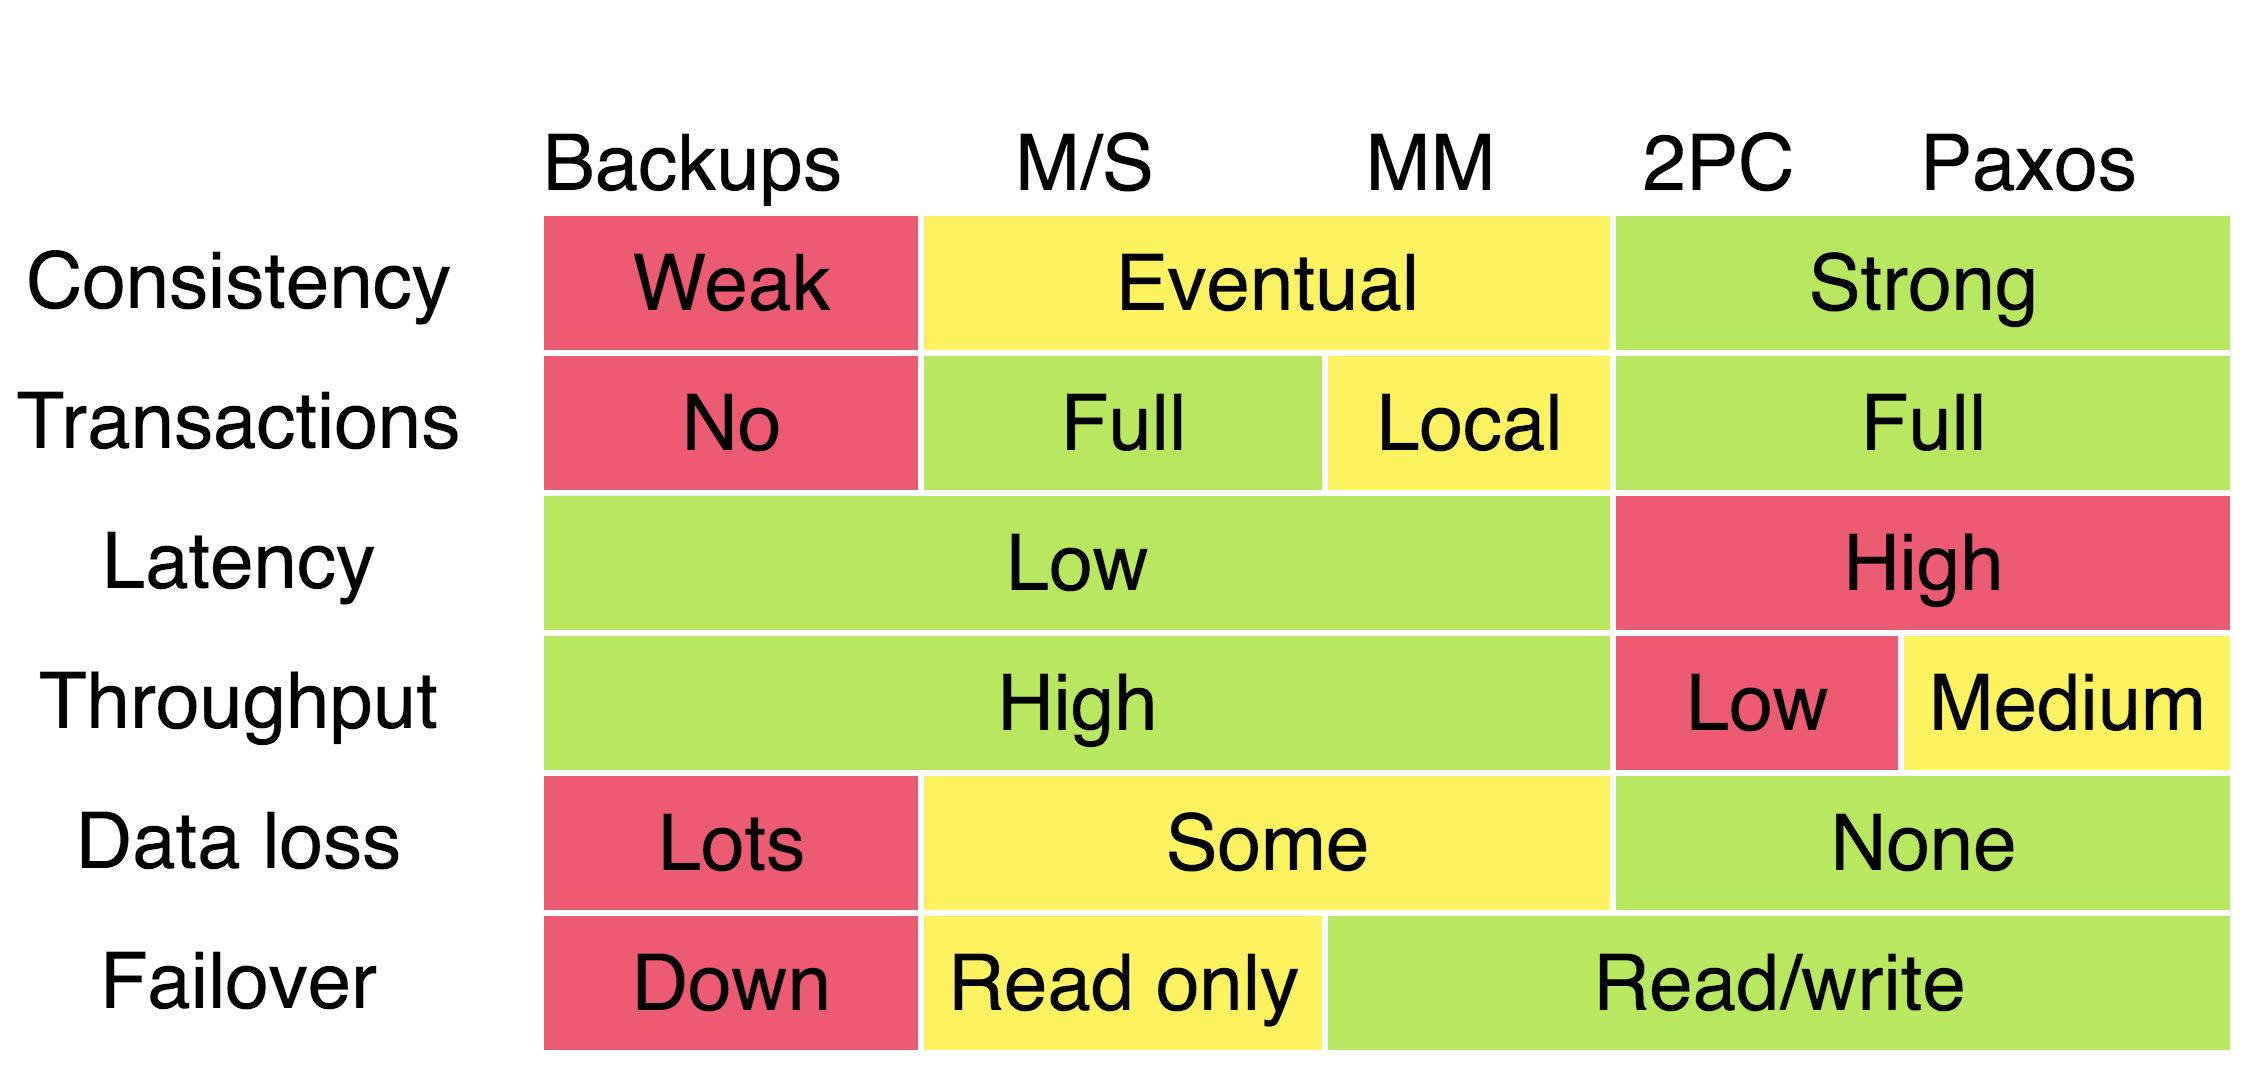 Backups M/S MM 2PC Paxos
Consistency Weak Eventual Strong
Transactions No Full Local Full
Latency Low High
Throughput High Low Medium
Data loss Lots Some None
Failover Down Read only Read/write